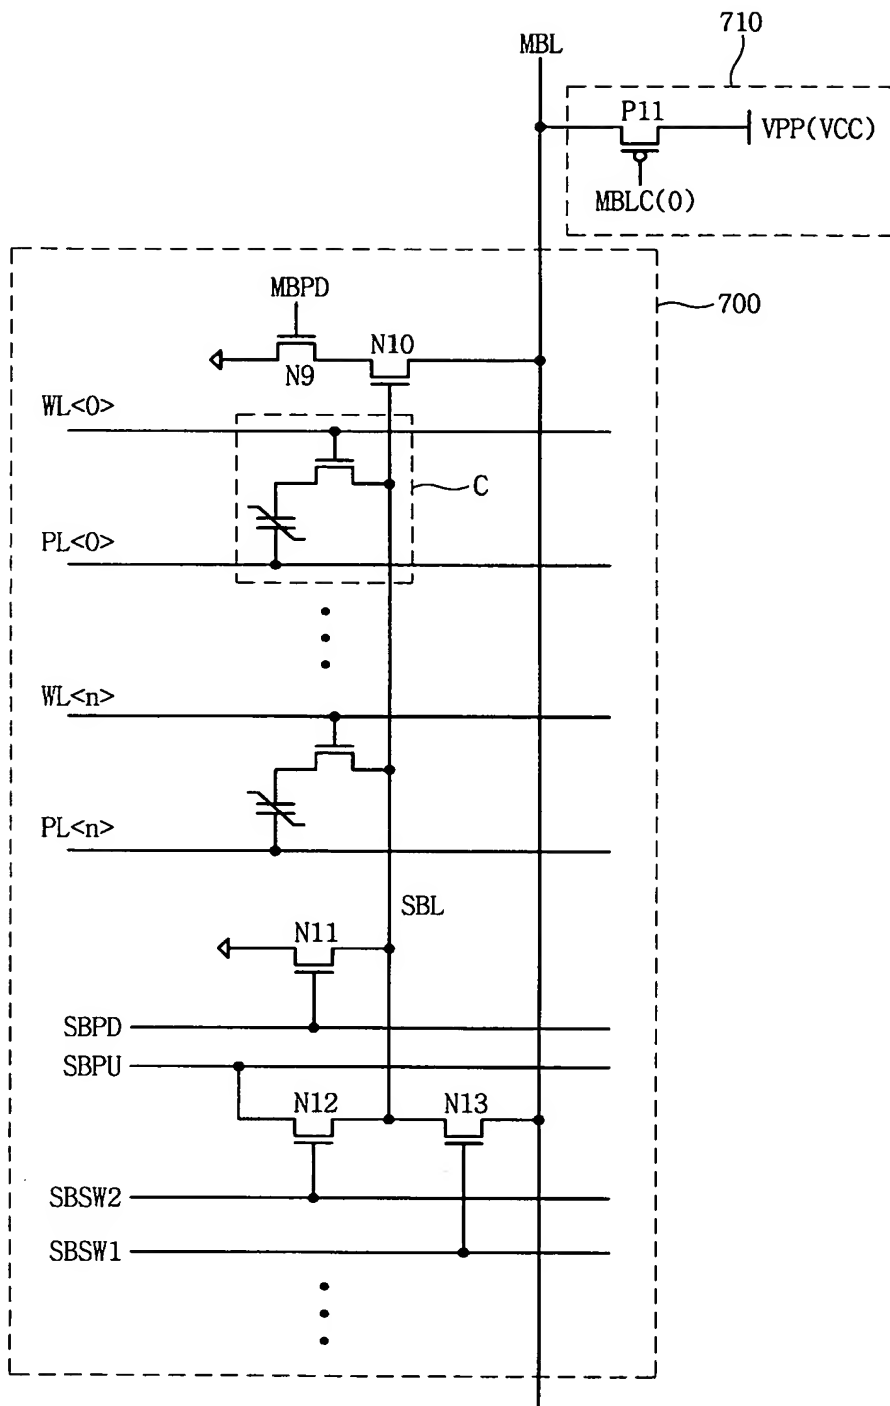 710
MBL
P11
VPP(VCC)
MBLC(0)
MBPD
700
N10
N9
WL<0>
C
PL<0>
WL<n>
PL<n>
SBL
N11
SBPD
SBPU
N12
N13
SBSW2
SBSW1